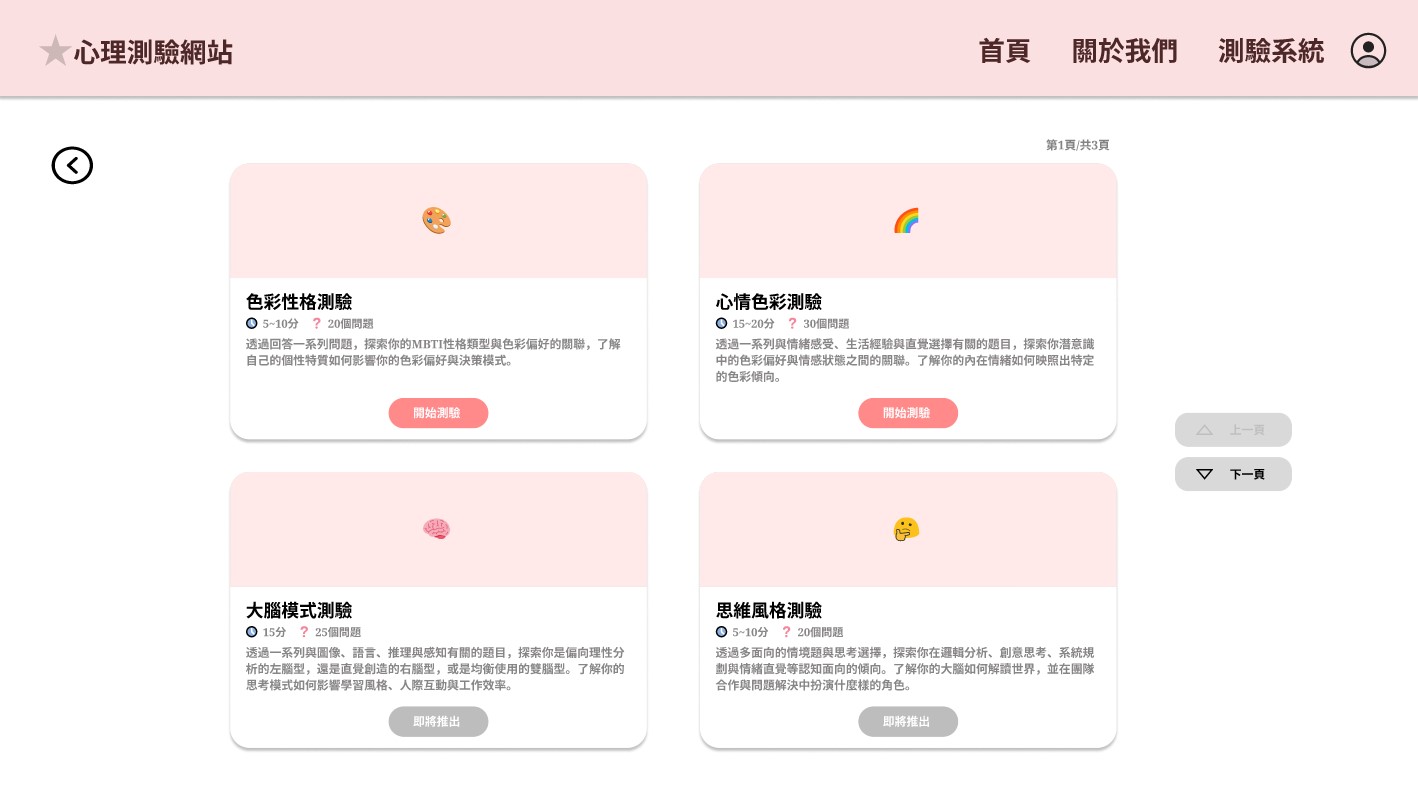 心理測驗網站
首頁 關於我們 測驗系統
第1頁/共3頁
色彩性格測驗
5~10分 ❓ 20個問題
透過回答一系列問題，探索你的MBTI性格類型與色彩偏好的關聯，了解
自己的個性特質如何影響你的色彩偏好與決策模式。
開始測驗
心情色彩測驗
15~20分 ❓ 30個問題
透過一系列與情緒感受、生活經驗與直覺選擇有關的題目，探索你潛意識
中的色彩偏好與情感狀態之間的關聯。了解你的內在情緒如何映照出特定
的色彩傾向。
開始測驗
上一頁
下一頁
大腦模式測驗
15分 ❓ 25個問題
透過一系列與圖像、語言、推理與感知有關的題目，探索你是偏向理性分
析的左腦型，還是直覺創造的右腦型，或是均衡使用的雙腦型。了解你的
思考模式如何影響學習風格、人際互動與工作效率。
即將推出
思維風格測驗
5~10分 ❓ 20個問題
透過多面向的情境題與思考選擇，探索你在邏輯分析、創意思考、系統規
劃與情緒直覺等認知面向的傾向。了解你的大腦如何解讀世界，並在團隊
合作與問題解決中扮演什麼樣的角色。
即將推出